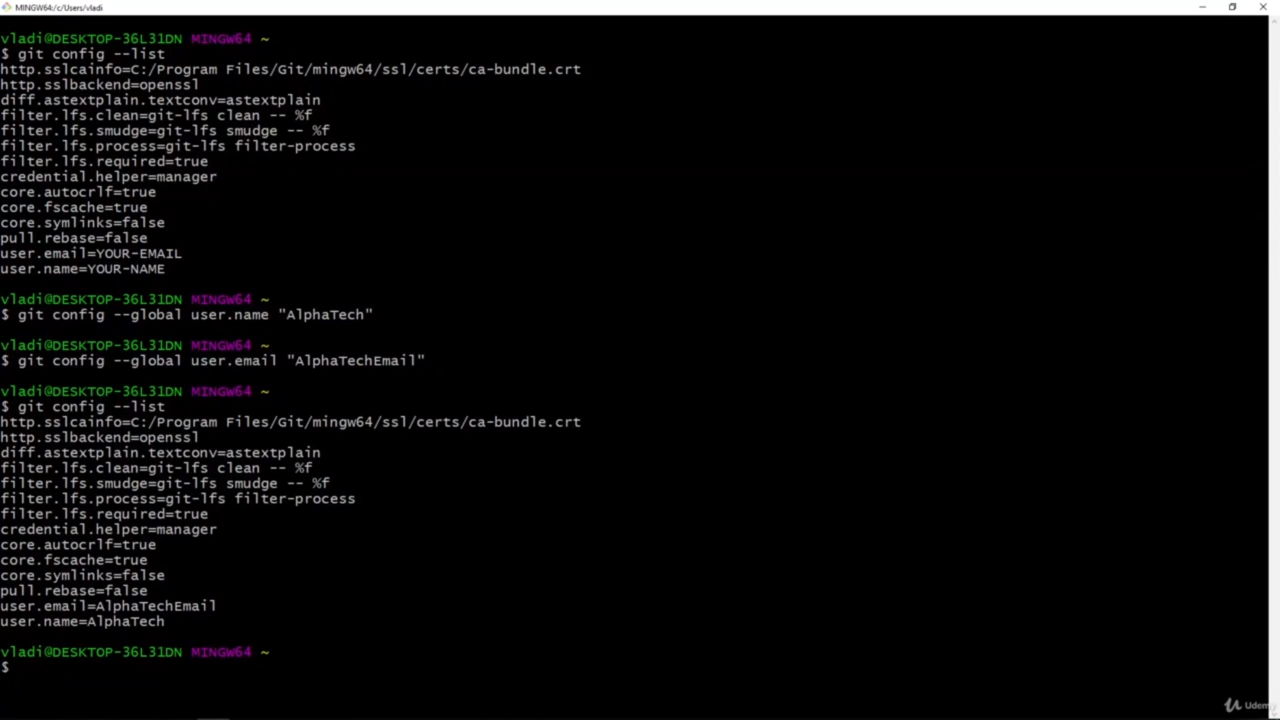 MINGW64:/c/Users/vladi
vladi@DESKTOP-36L31DN MINGW64 ~
$ git config --list
http.sslcainfo=C:/Program Files/Git/mingw64/ssl/certs/ca-bundle.crt
http.sslbackend=openssl
diff.astextplain.textconv=astextplain
filter.lfs.clean=git-lfs clean -- %f
filter.lfs.smudge=git-lfs smudge -- %f
filter.lfs.process=git-lfs filter-process
filter.lfs.required=true
credential.helper=manager
core.autocrlf=true
core.fscache=true
core.symlinks=false
pull.rebase=false
user.email=YOUR-EMAIL
user.name=YOUR-NAME
vladi@DESKTOP-36L31DN MINGW64 ~
$ git config --global user.name "AlphaTech"
vladi@DESKTOP-36L31DN MINGW64 ~
$ git config --global user.email "AlphaTechEmail"
vladi@DESKTOP-36L31DN MINGW64 ~
$ git config --list
http.sslcainfo=C:/Program Files/Git/mingw64/ssl/certs/ca-bundle.crt
http.sslbackend=openssl
diff.astextplain.textconv=astextplain
filter.lfs.clean=git-lfs clean -- %f
filter.lfs.smudge=git-lfs smudge -- %f
filter.lfs.process=git-lfs filter-process
filter.lfs.required=true
credential.helper=manager
core.autocrlf=true
core.fscache=true
core.symlinks=false
pull.rebase=false
user.email=AlphaTechEmail
user.name=AlphaTech
vladi@DESKTOP-36L31DN MINGW64 ~
$
Udemy